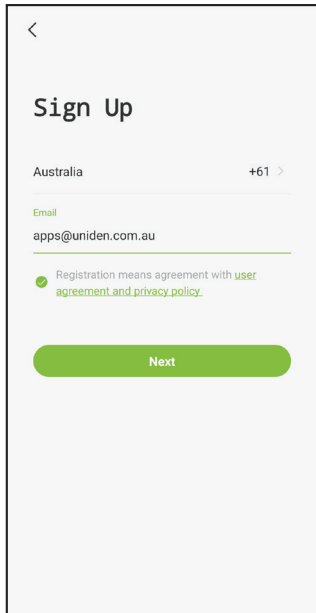 Sign Up
Australia +61
Email
apps@uniden.com.au
Registration means agreement with user
agreement and privacy policy
Next